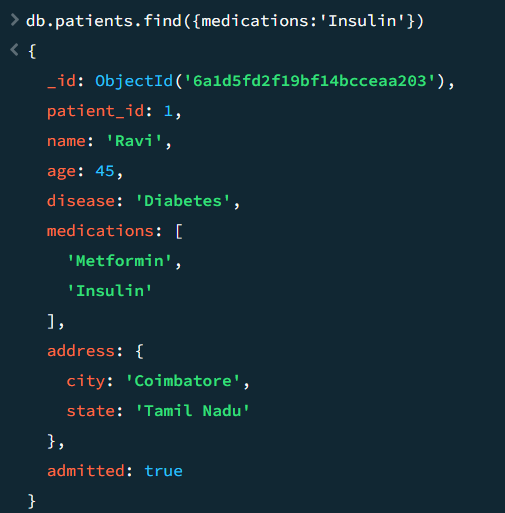 > db.patients.find({medications:'Insulin'})
< {
_id: ObjectId('6a1d5fd2f19bf14bcceaa203'),
patient_id: 1,
name: 'Ravi',
age: 45,
disease: 'Diabetes',
medications: [
'Metformin',
'Insulin'
],
address: {
city: 'Coimbatore',
state: 'Tamil Nadu'
},
admitted: true
}